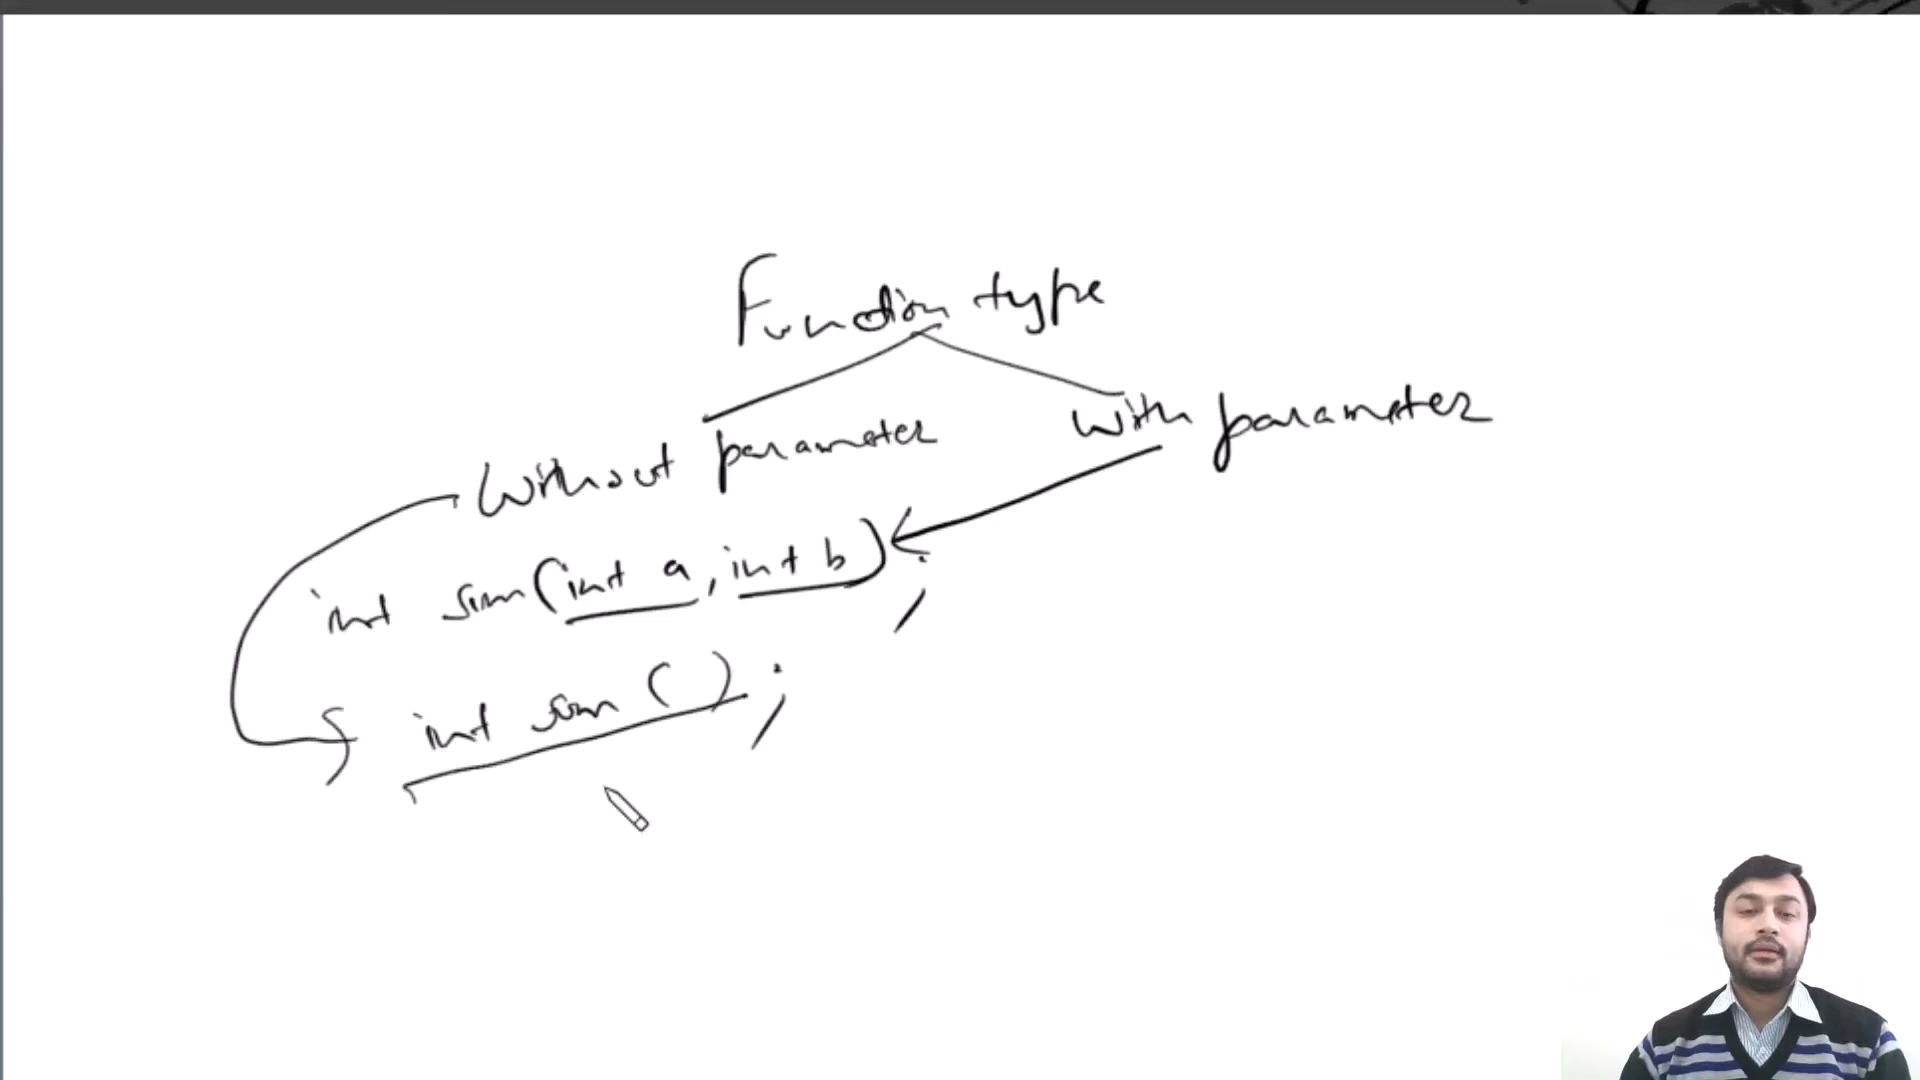 Function type
Without parameter
With parameter
int sum(int a, int b);
int sum ( ) ;